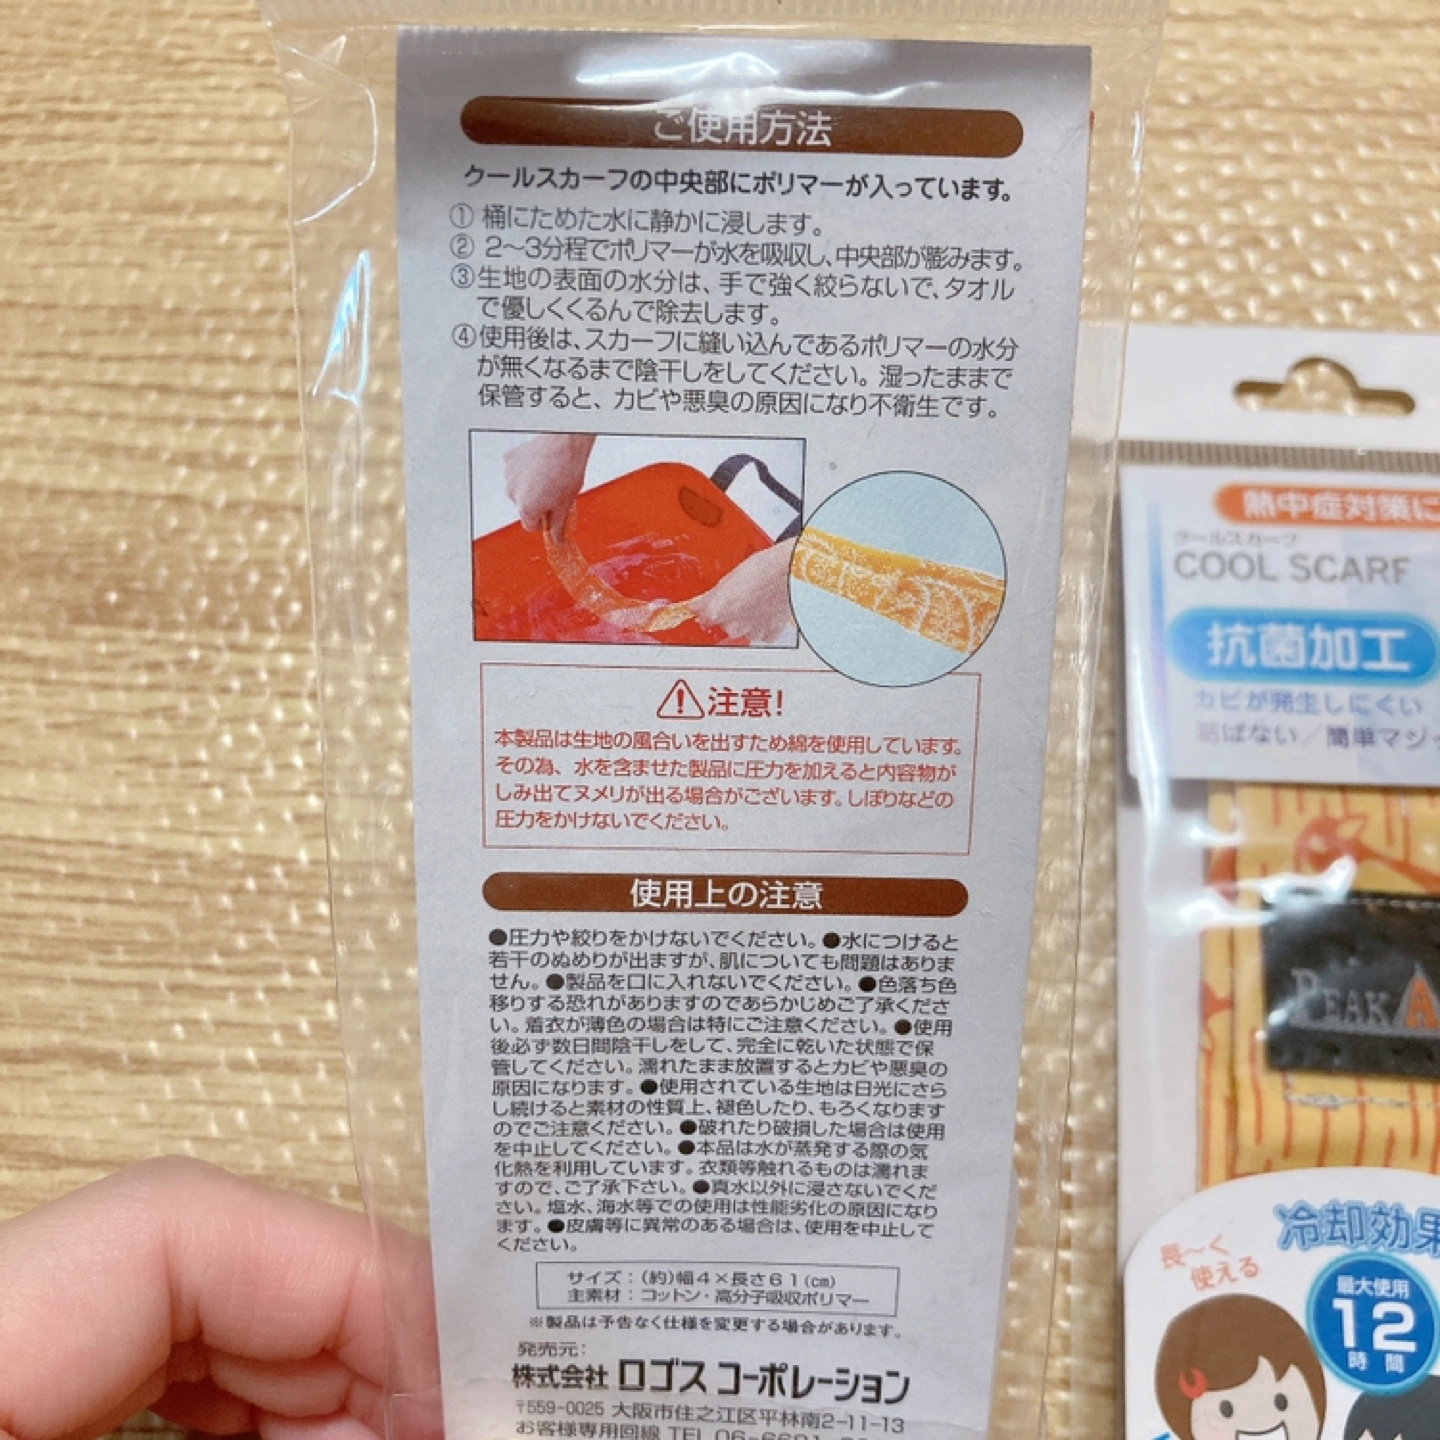 ご使用方法
クールスカーフの中央部にポリマーが入っています。
① 桶にためた水に静かに浸します。
② 2〜3分程でポリマーが水を吸収し、中央部が膨みます。
③生地の表面の水分は、手で強く絞らないで、タオル
で優しくくるんで除去します。
④使用後は、スカーフに縫い込んであるポリマーの水分
が無くなるまで陰干しをしてください。湿ったままで
保管すると、カビや悪臭の原因になり不衛生です。
注意!
本製品は生地の風合いを出すため綿を使用しています。
その為、水を含ませた製品に圧力を加えると内容物が
しみ出てヌメリが出る場合がございます。しぼりなどの
圧力をかけないでください。
使用上の注意
●圧力や絞りをかけないでください。●水につけると
若干のぬめりが出ますが、肌についても問題はありま
せん。●製品を口に入れないでください。●色落ち色
移りする恐れがありますのであらかじめご了承くださ
い。着衣が薄色の場合は特にご注意ください。●使用
後必ず数日間陰干しをして、完全に乾いた状態で保
管してください。濡れたまま放置するとカビや悪臭の
原因になります。●使用されている生地は日光にさら
し続けると素材の性質上、褪色したり、もろくなります
のでご注意ください。●破れたり破損した場合は使用
を中止してください。●本品は水が蒸発する際の気
化熱を利用しています。衣類等触れるものは濡れま
すので、ご了承下さい。●真水以外に浸さないでくだ
さい。塩水、海水等での使用は性能劣化の原因になり
ます。●皮膚等に異常のある場合は、使用を中止して
ください。
サイズ：(約)幅4×長さ61(cm)
主素材：コットン・高分子吸収ポリマー
※製品は予告なく仕様を変更する場合があります。
発売元：
株式会社 ロゴス コーポレーション
〒559-0025 大阪市住之江区平林南2-11-13
お客様専用回線 TEL 06-6681-
熱中症対策に
クールスカーフ
COOL SCARF
抗菌加工
カビが発生しにくい
結ばない／簡単マジッ
PEAK A
冷却効果
長〜く
使える
最大使用
12
時間